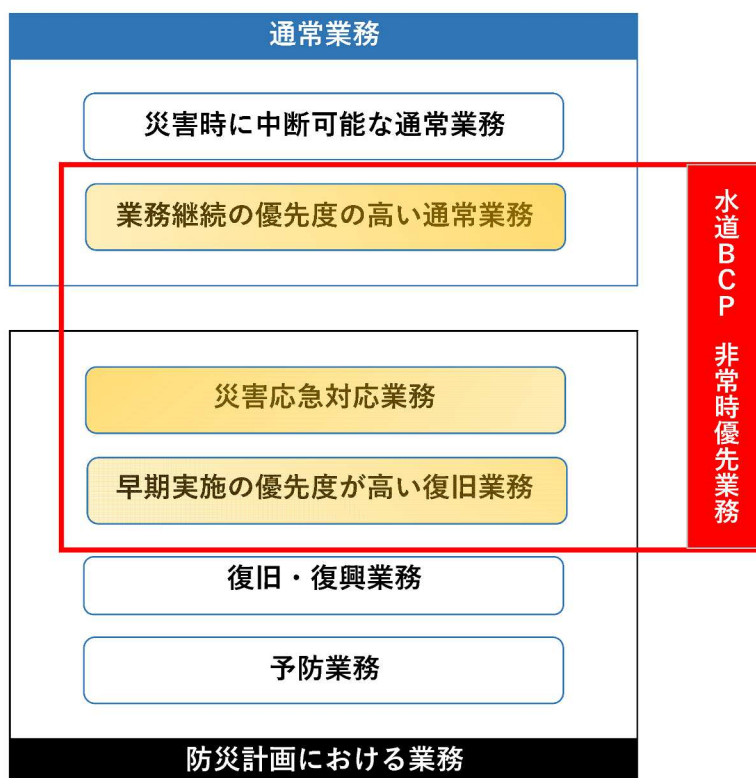 通常業務
災害時に中断可能な通常業務
業務継続の優先度の高い通常業務
水道BCP 非常時優先業務
災害応急対応業務
早期実施の優先度が高い復旧業務
復旧・復興業務
予防業務
防災計画における業務